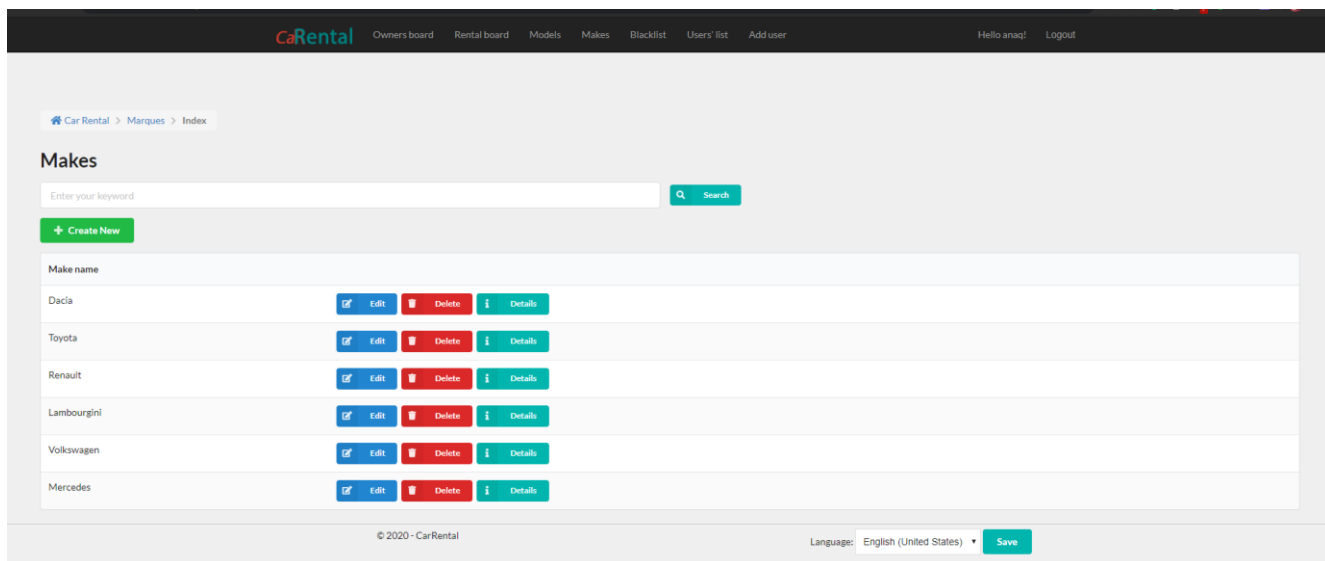 CaRental Owners board Rental board Models Makes Blacklist Users' list Add user Hello anaq! Logout
Car Rental > Marques > Index
Makes
Enter your keyword Search
+ Create New
Make name
Dacia Edit Delete Details
Toyota Edit Delete Details
Renault Edit Delete Details
Lambourgini Edit Delete Details
Volkswagen Edit Delete Details
Mercedes Edit Delete Details
© 2020 - CarRental Language: English (United States) Save